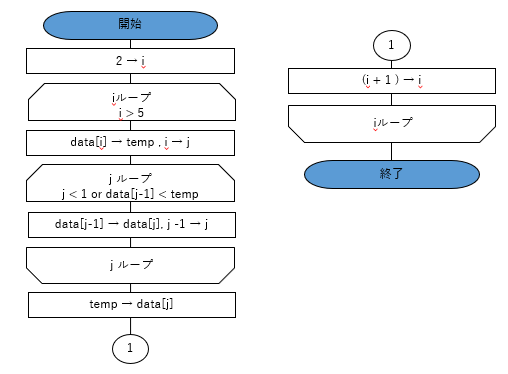 開始
2 → i
iループ
i > 5
data[i] → temp , i → j
j ループ
j < 1 or data[j-1] < temp
data[j-1] → data[j], j -1 → j
j ループ
temp → data[j]
1
1
(i + 1 ) → i
iループ
終了